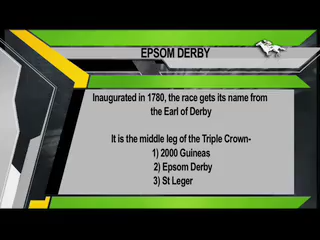 EPSOM DERBY
Inaugurated in 1780, the race gets its name from
the Earl of Derby
It is the middle leg of the Triple Crown-
1) 2000 Guineas
2) Epsom Derby
3) St Leger